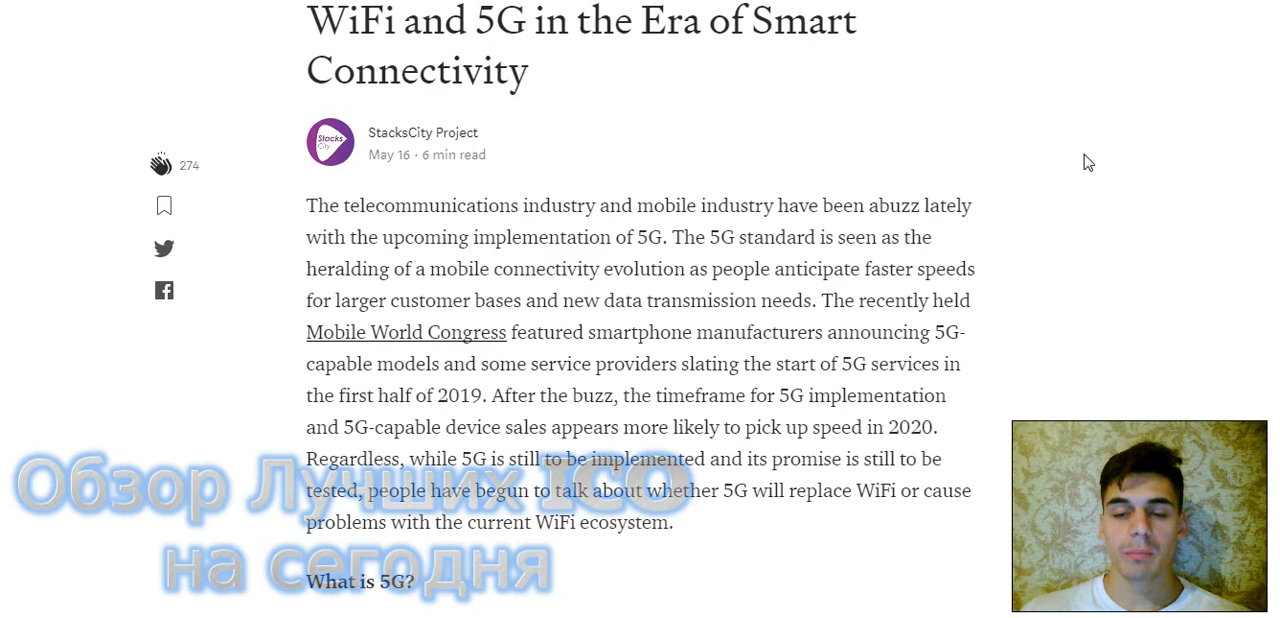 WiFi and 5G in the Era of Smart
Connectivity
Stacks
City
StacksCity Project
May 16 · 6 min read
274
The telecommunications industry and mobile industry have been abuzz lately
with the upcoming implementation of 5G. The 5G standard is seen as the
heralding of a mobile connectivity evolution as people anticipate faster speeds
for larger customer bases and new data transmission needs. The recently held
Mobile World Congress featured smartphone manufacturers announcing 5G-
capable models and some service providers slating the start of 5G services in
the first half of 2019. After the buzz, the timeframe for 5G implementation
and 5G-capable device sales appears more likely to pick up speed in 2020.
Regardless, while 5G is still to be implemented and its promise is still to be
tested, people have begun to talk about whether 5G will replace WiFi or cause
problems with the current WiFi ecosystem.
Обзор Лучших ICO
на сегодня
What is 5G?